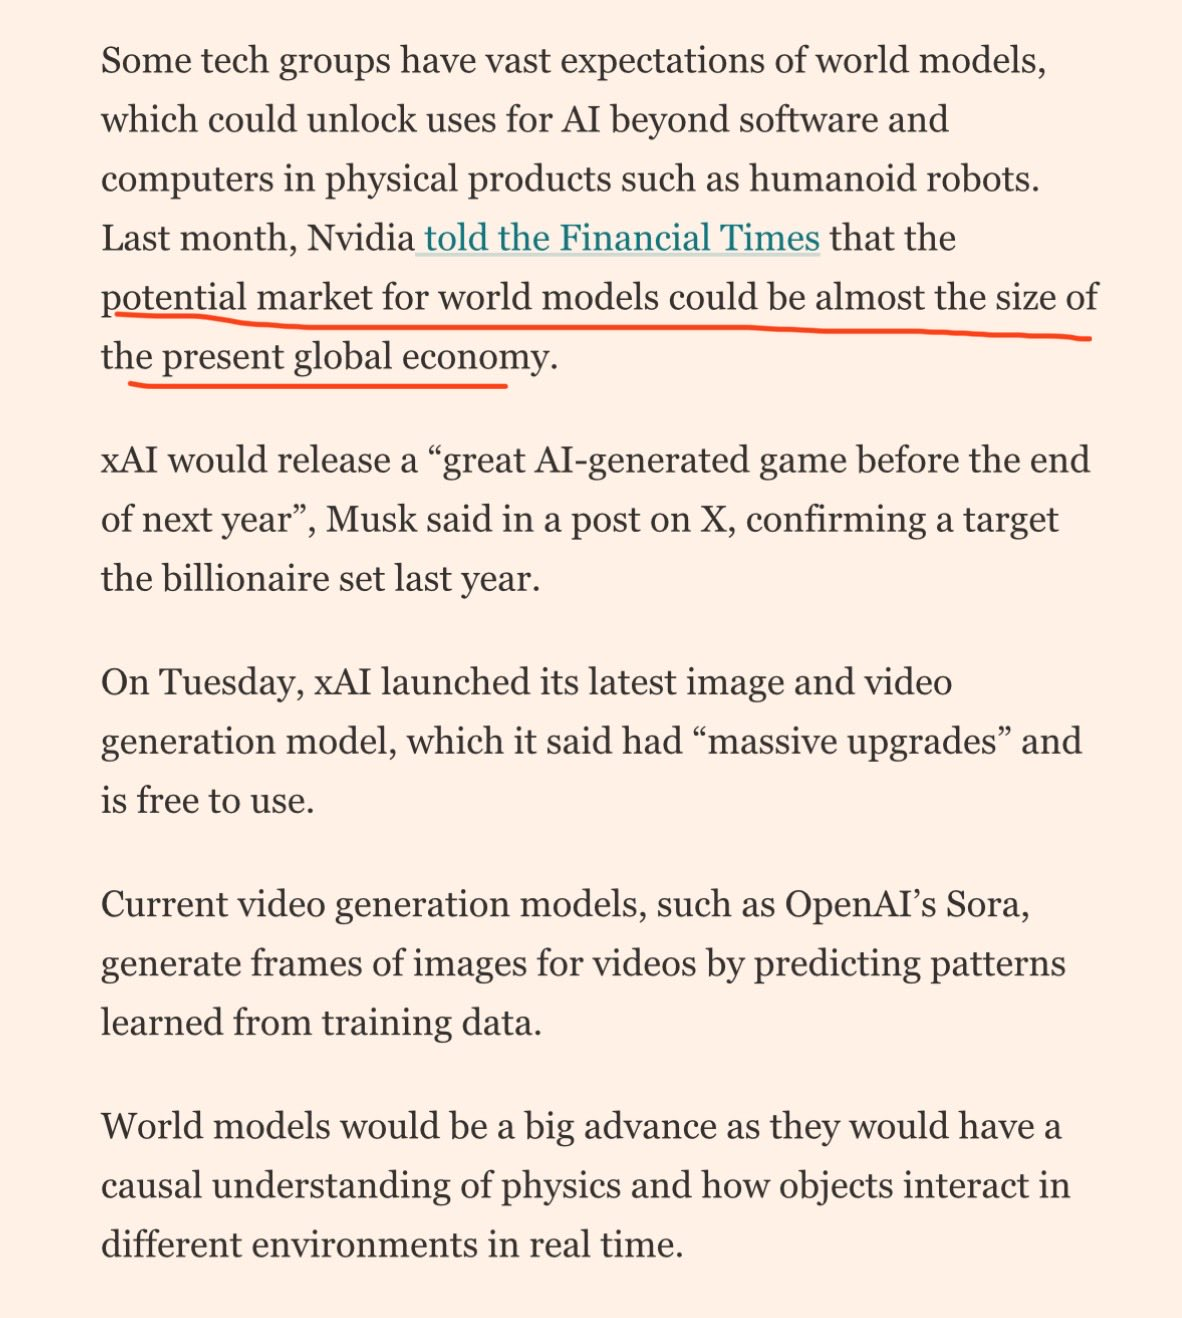 Some tech groups have vast expectations of world models,
which could unlock uses for AI beyond software and
computers in physical products such as humanoid robots.
Last month, Nvidia told the Financial Times that the
potential market for world models could be almost the size of
the present global economy.
xAI would release a “great AI-generated game before the end
of next year”, Musk said in a post on X, confirming a target
the billionaire set last year.
On Tuesday, xAI launched its latest image and video
generation model, which it said had “massive upgrades” and
is free to use.
Current video generation models, such as OpenAI’s Sora,
generate frames of images for videos by predicting patterns
learned from training data.
World models would be a big advance as they would have a
causal understanding of physics and how objects interact in
different environments in real time.